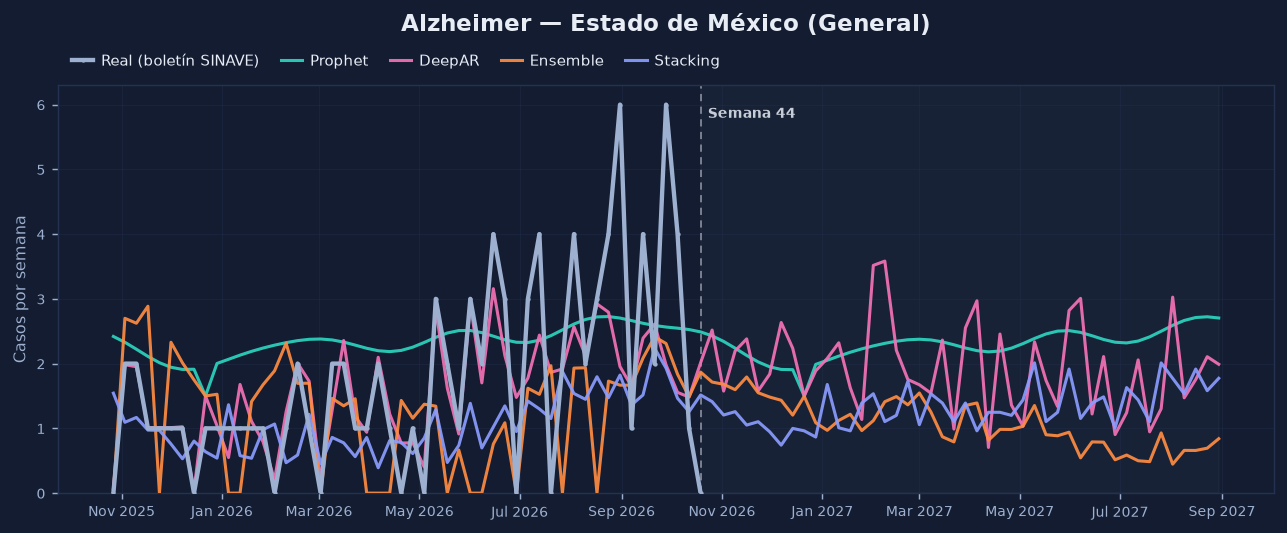 Alzheimer — Estado de México (General)
Real (boletín SINAVE) Prophet DeepAR Ensemble Stacking
Semana 44
Casos por semana
6
5
4
3
2
1
0
Nov 2025 Jan 2026 Mar 2026 May 2026 Jul 2026 Sep 2026 Nov 2026 Jan 2027 Mar 2027 May 2027 Jul 2027 Sep 2027